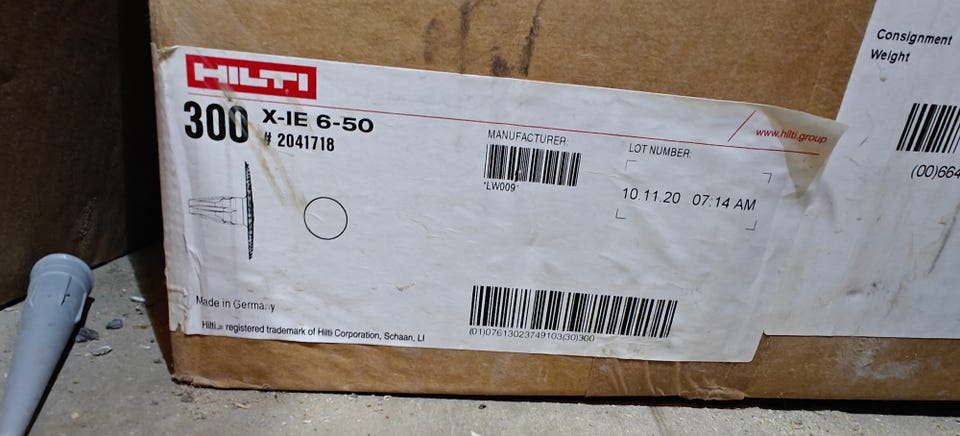 HILTI
300 X-IE 6-50
# 2041718
www.hilti.group
MANUFACTURER:
*LW009*
LOT NUMBER:
10.11.20 07:14 AM
Made in Germany
Hilti = registered trademark of Hilti Corporation, Schaan, LI
(01)07613023749103(30)300
Consignment
Weight
(00)664